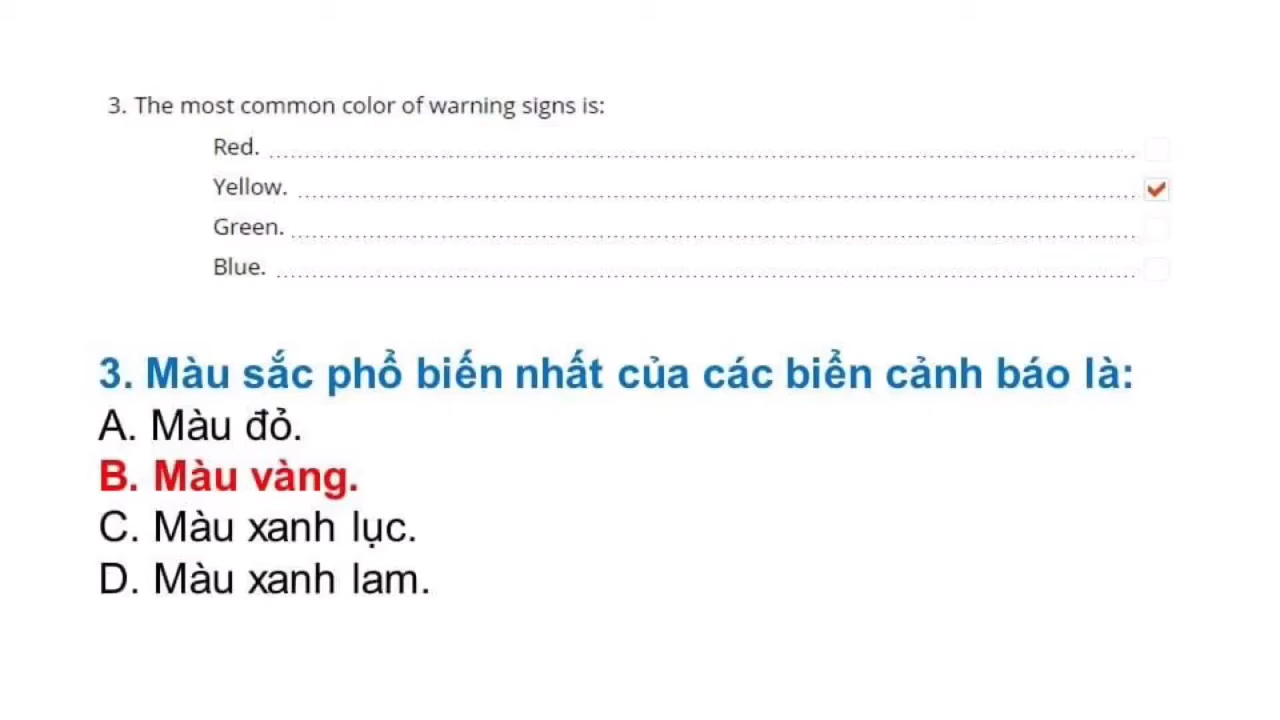 3. The most common color of warning signs is:
Red.
Yellow.
Green.
Blue.
3. Màu sắc phổ biến nhất của các biển cảnh báo là:
A. Màu đỏ.
B. Màu vàng.
C. Màu xanh lục.
D. Màu xanh lam.